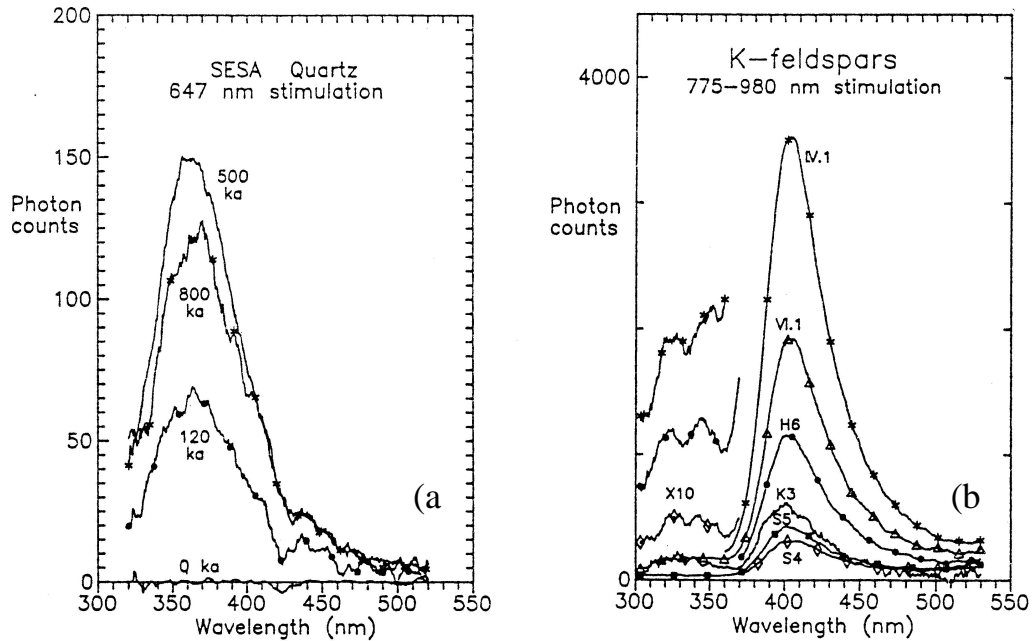 200
150
100
50
0
Photon
counts
SESA Quartz
647 nm stimulation
500
ka
800
ka
120
ka
0 ka
(a
300 350 400 450 500 550
Wavelength (nm)
4000
0
Photon
counts
K-feldspars
775-980 nm stimulation
IV.1
VI.1
H6
X10
K3
S5
S4
(b
300 350 400 450 500 550
Wavelength (nm)